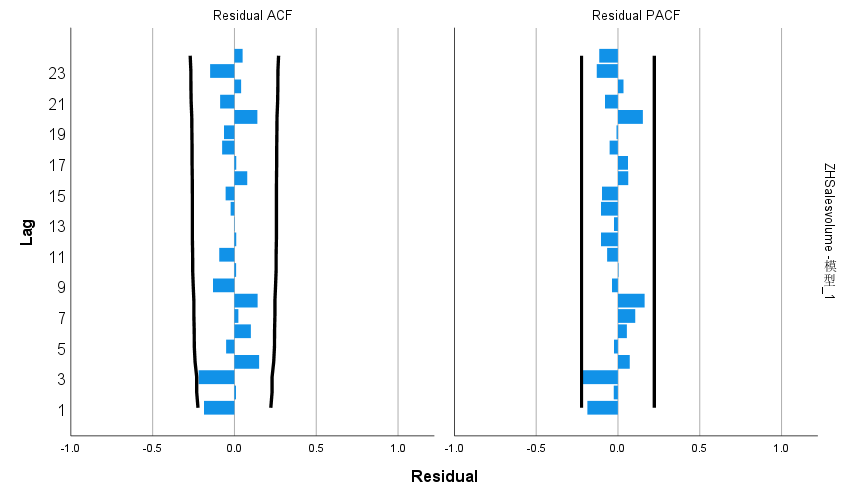 Residual ACF
Residual PACF
Lag
23
21
19
17
15
13
11
9
7
5
3
1
-1.0 -0.5 0.0 0.5 1.0
-1.0 -0.5 0.0 0.5 1.0
Residual
ZHSalesvolume -模型_1